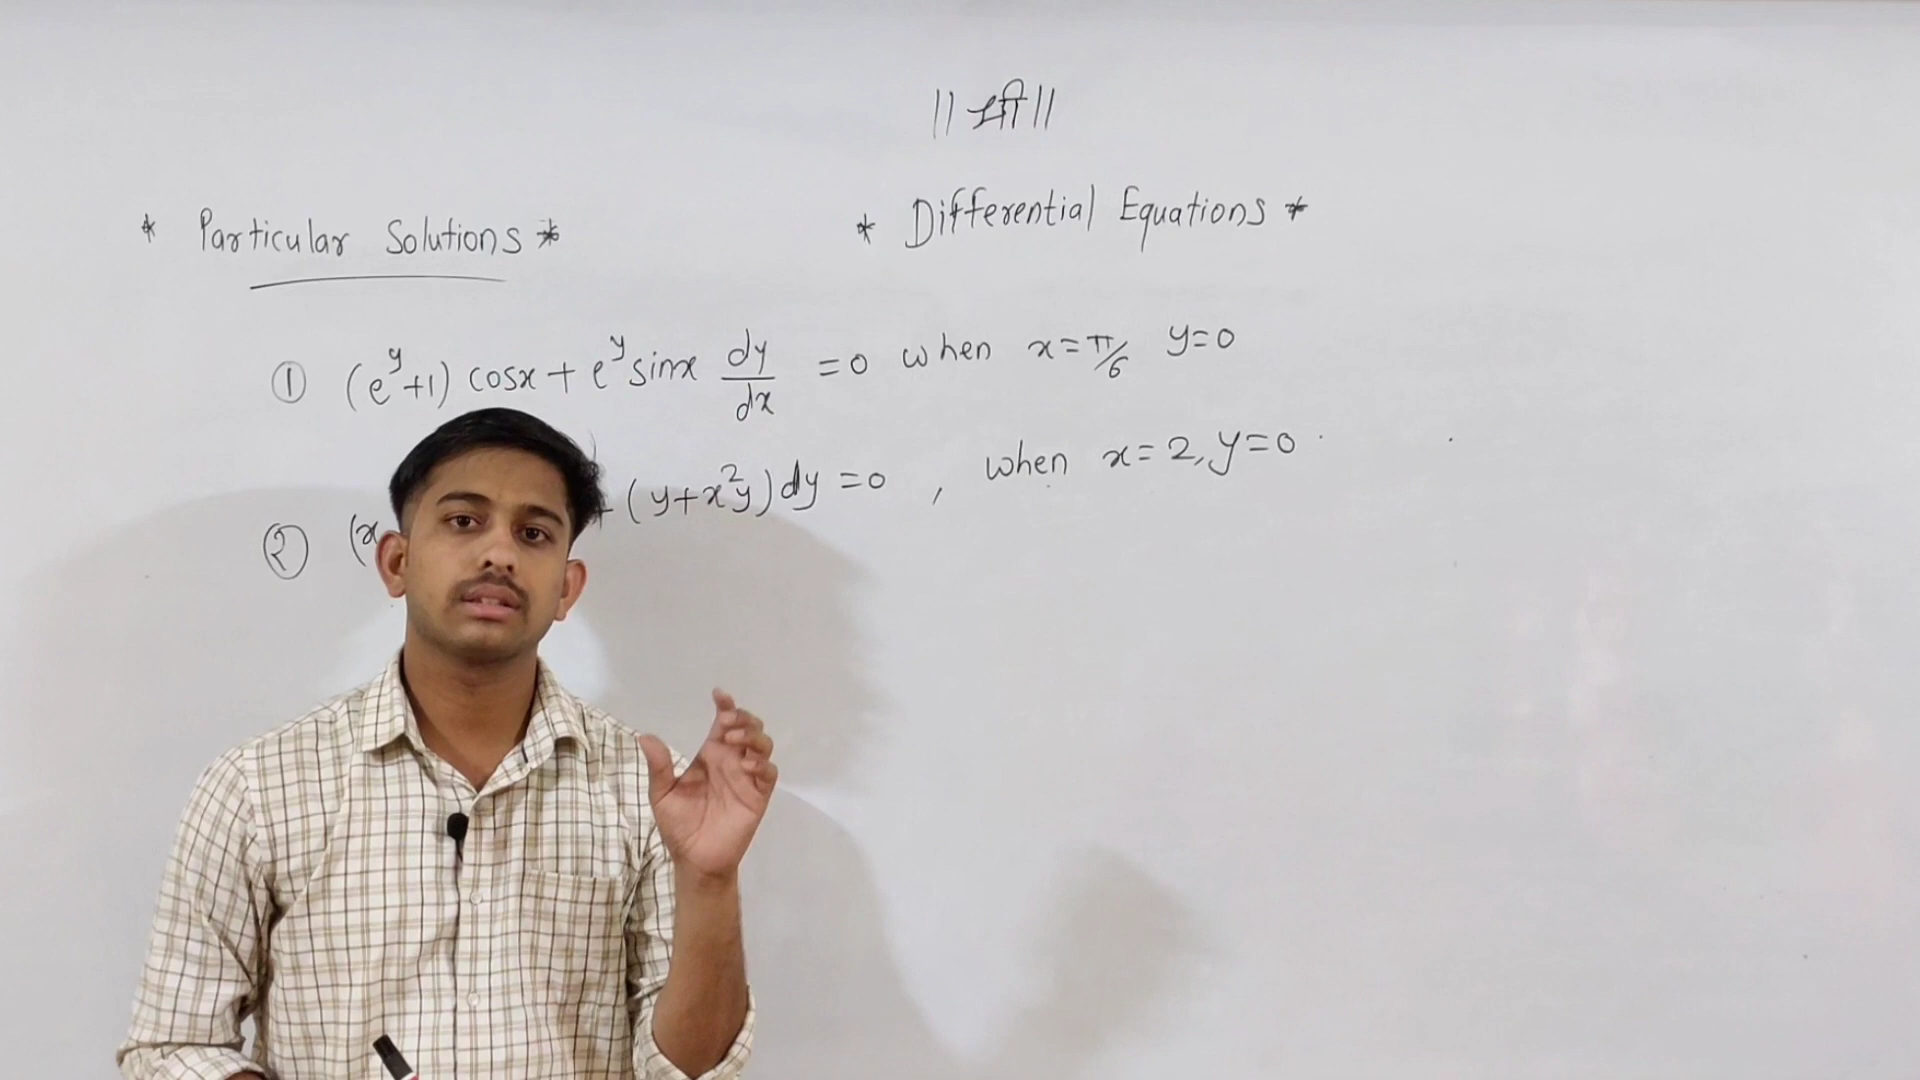 || श्री ||
* Particular Solutions *
* Differential Equations *
① (e^y+1) cosx + e^y sinx dy/dx = 0 when x = π/6 y=0
② (x + (y+x²y) dy = 0 , when x = 2, y=0